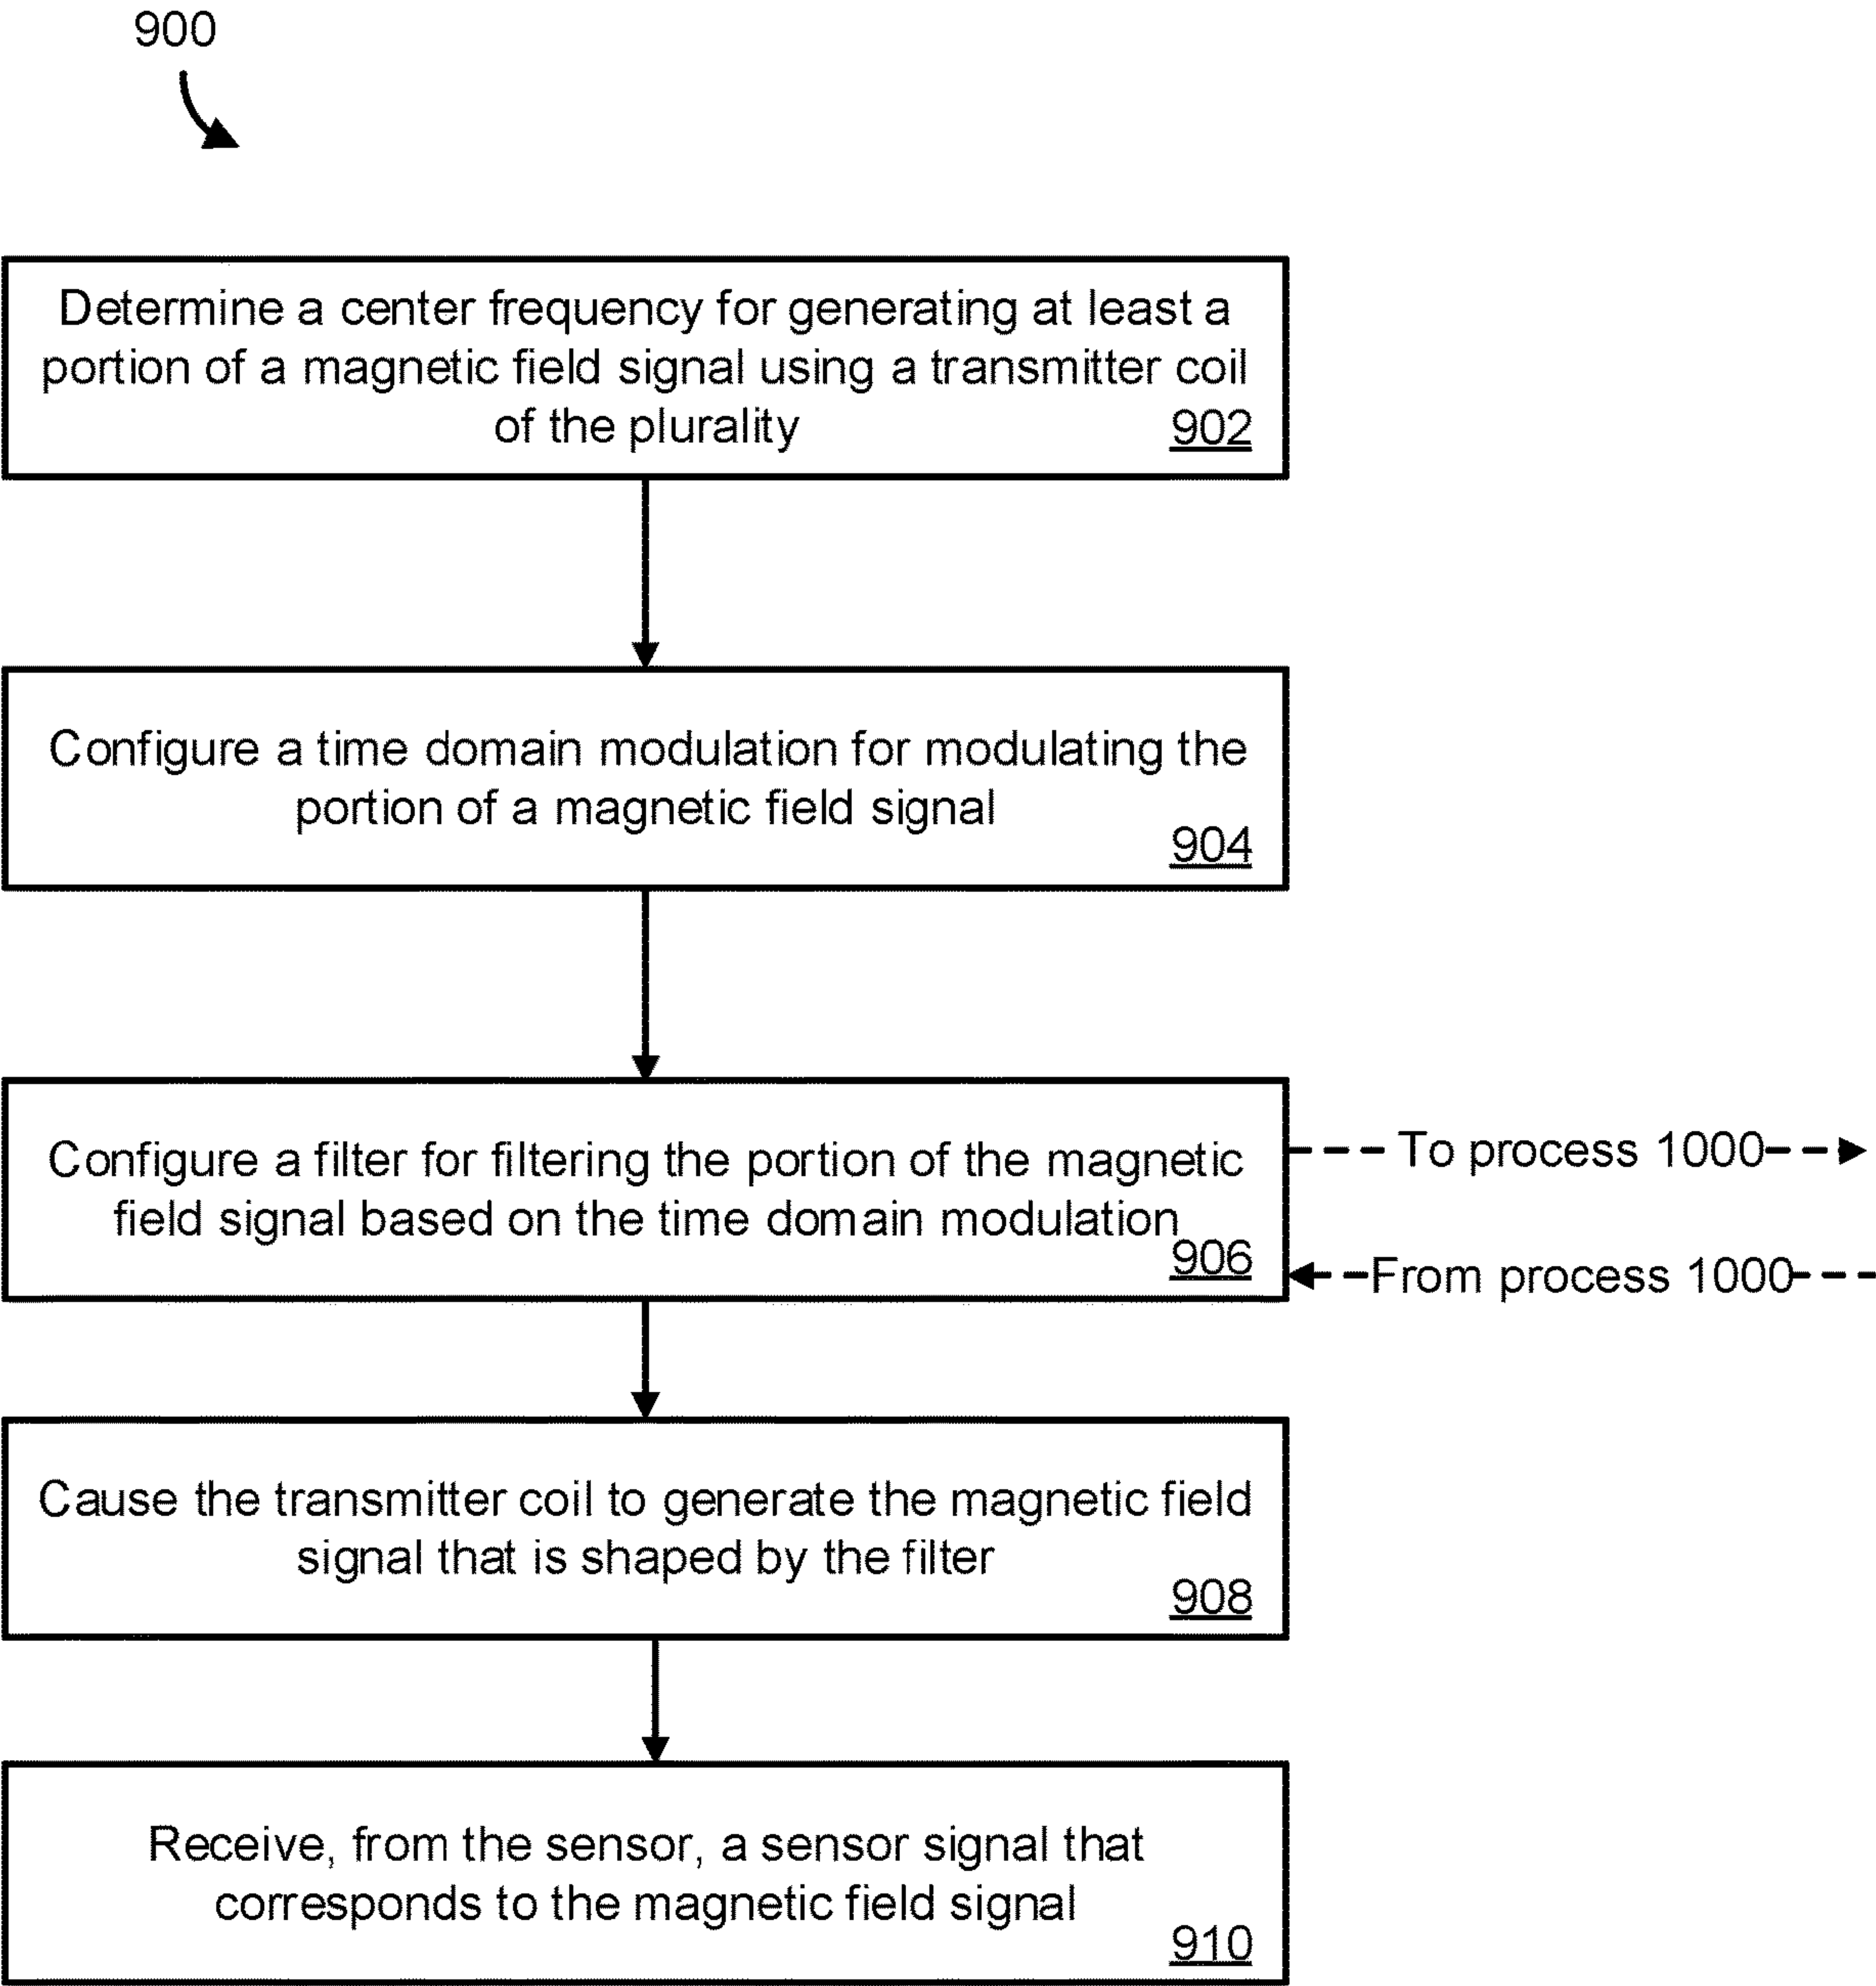 900
Determine a center frequency for generating at least a
portion of a magnetic field signal using a transmitter coil
of the plurality
902
Configure a time domain modulation for modulating the
portion of a magnetic field signal
904
Configure a filter for filtering the portion of the magnetic
field signal based on the time domain modulation
906
To process 1000
From process 1000
Cause the transmitter coil to generate the magnetic field
signal that is shaped by the filter
908
Receive, from the sensor, a sensor signal that
corresponds to the magnetic field signal
910